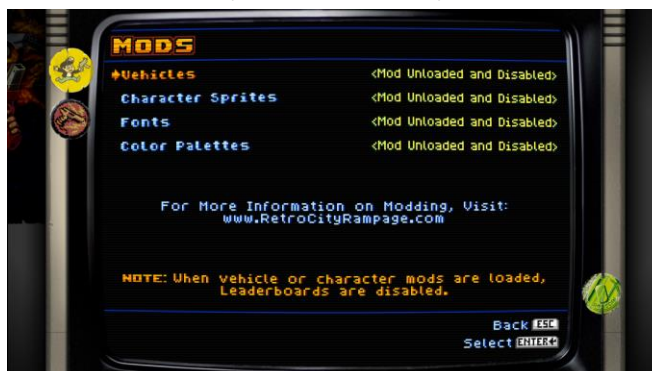 MODS
Vehicles <Mod Unloaded and Disabled>
Character Sprites <Mod Unloaded and Disabled>
Fonts <Mod Unloaded and Disabled>
Color Palettes <Mod Unloaded and Disabled>
For More Information on Modding, Visit:
www.RetroCityRampage.com
NOTE: When vehicle or character mods are loaded,
Leaderboards are disabled.
Back ESC
Select ENTER